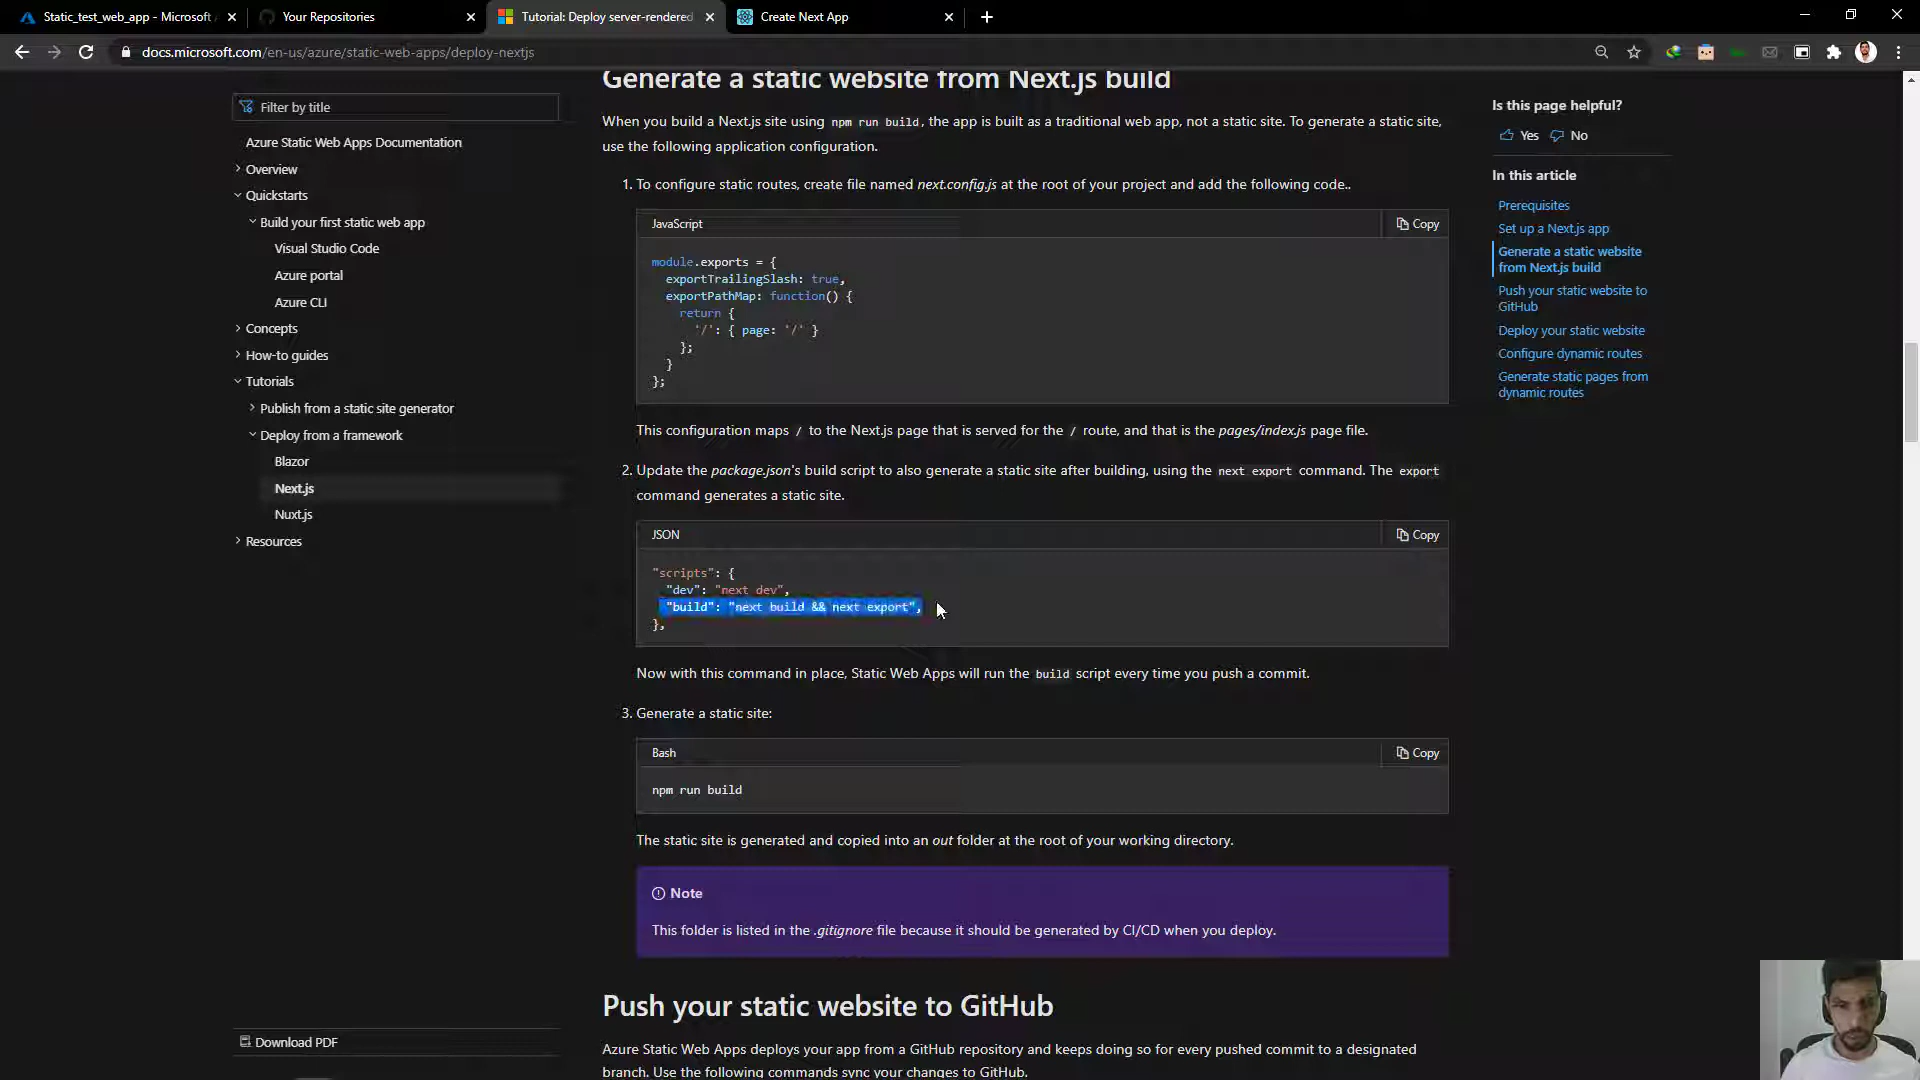 Static_test_web_app - Microsoft
Your Repositories
Tutorial: Deploy server-rendered
Create Next App
docs.microsoft.com/en-us/azure/static-web-apps/deploy-nextjs
Filter by title
Azure Static Web Apps Documentation
Overview
Quickstarts
Build your first static web app
Visual Studio Code
Azure portal
Azure CLI
Concepts
How-to guides
Tutorials
Publish from a static site generator
Deploy from a framework
Blazor
Next.js
Nuxt.js
Resources
Download PDF
Generate a static website from Next.js build
When you build a Next.js site using npm run build, the app is built as a traditional web app, not a static site. To generate a static site,
use the following application configuration.
1. To configure static routes, create file named next.config.js at the root of your project and add the following code..
JavaScript
Copy
module.exports = {
exportTrailingSlash: true,
exportPathMap: function() {
return {
'/': { page: '/' }
};
}
};
This configuration maps / to the Next.js page that is served for the / route, and that is the pages/index.js page file.
2. Update the package.json's build script to also generate a static site after building, using the next export command. The export
command generates a static site.
JSON
Copy
"scripts": {
"dev": "next dev",
"build": "next build && next export",
},
Now with this command in place, Static Web Apps will run the build script every time you push a commit.
3. Generate a static site:
Bash
Copy
npm run build
The static site is generated and copied into an out folder at the root of your working directory.
Note
This folder is listed in the .gitignore file because it should be generated by CI/CD when you deploy.
Push your static website to GitHub
Azure Static Web Apps deploys your app from a GitHub repository and keeps doing so for every pushed commit to a designated
branch. Use the following commands sync your changes to GitHub.
Is this page helpful?
Yes No
In this article
Prerequisites
Set up a Next.js app
Generate a static website
from Next.js build
Push your static website to
GitHub
Deploy your static website
Configure dynamic routes
Generate static pages from
dynamic routes